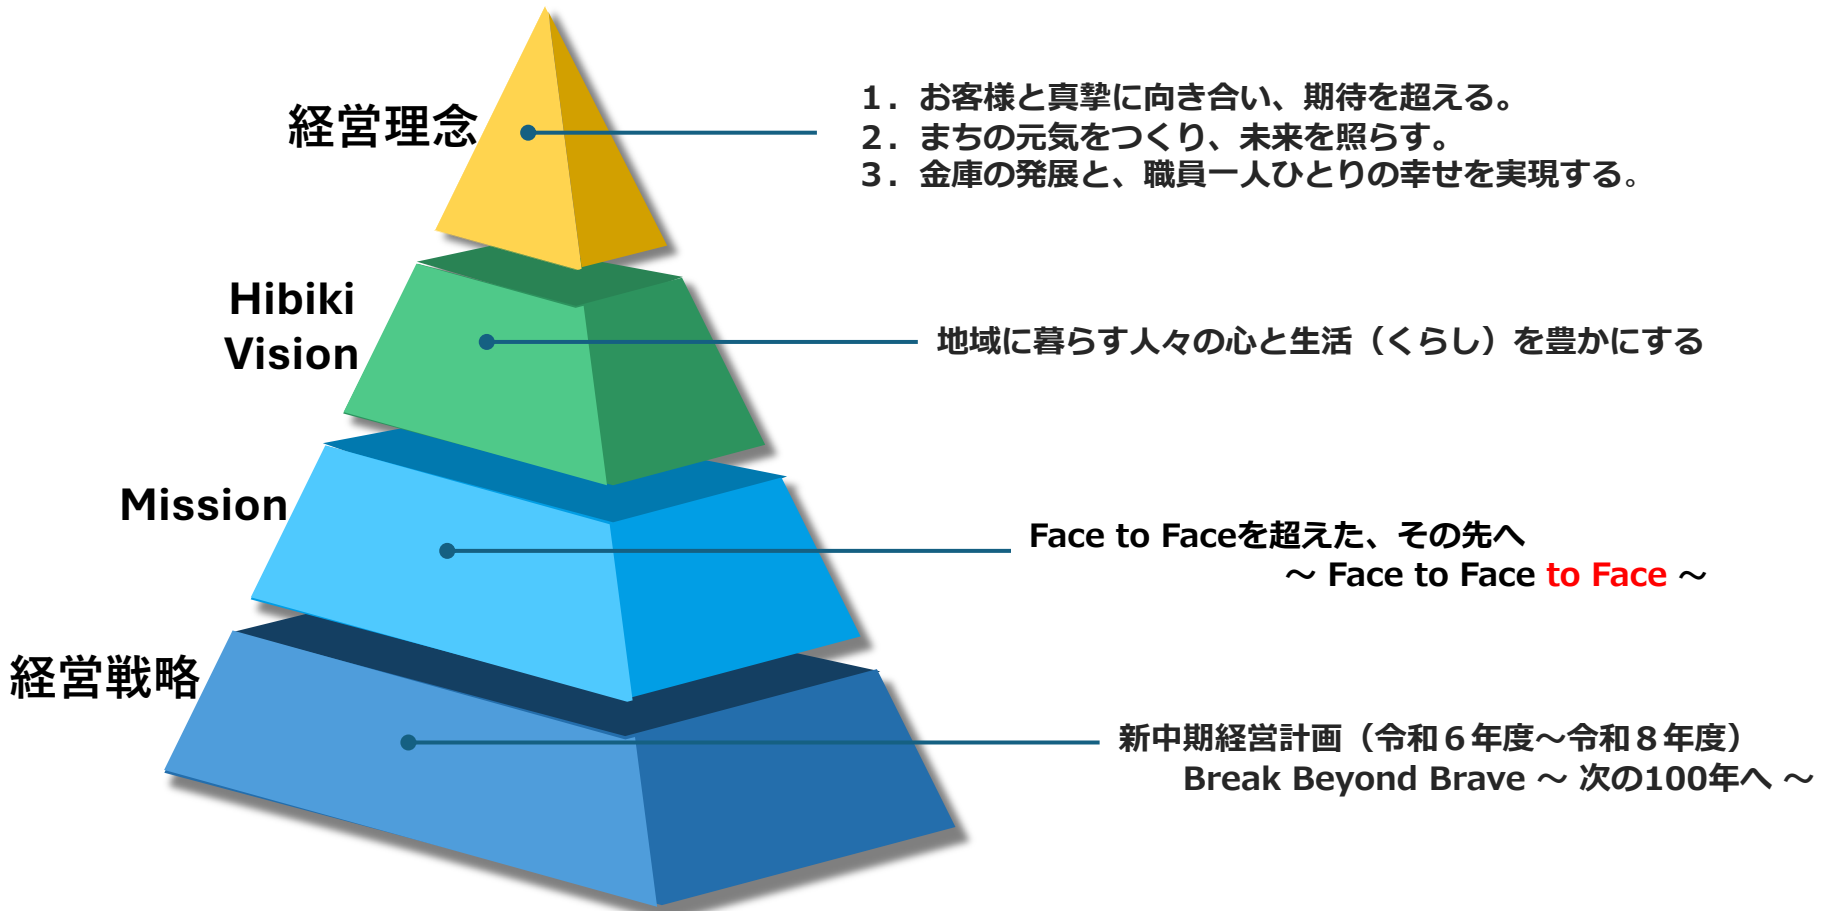 経営理念
1．お客様と真摯に向き合い、期待を超える。
2．まちの元気をつくり、未来を照らす。
3．金庫の発展と、職員一人ひとりの幸せを実現する。
Hibiki
Vision
地域に暮らす人々の心と生活（くらし）を豊かにする
Mission
Face to Faceを超えた、その先へ
～ Face to Face to Face ～
経営戦略
新中期経営計画（令和６年度～令和８年度）
Break Beyond Brave ～ 次の100年へ ～